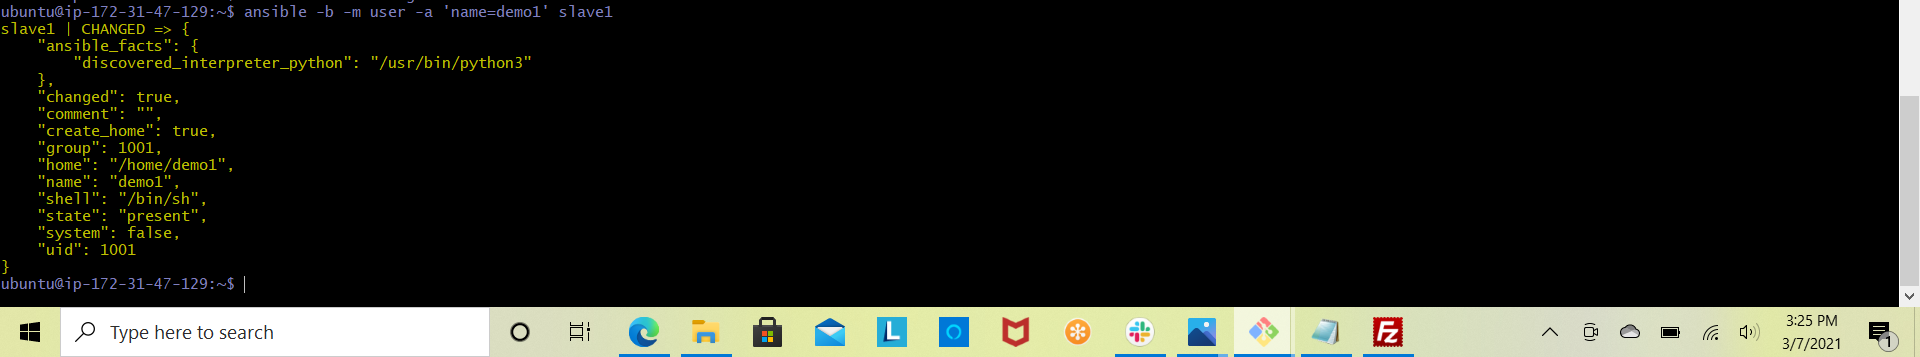 ubuntu@ip-172-31-47-129:~$ ansible -b -m user -a 'name=demo1' slave1
slave1 | CHANGED => {
    "ansible_facts": {
        "discovered_interpreter_python": "/usr/bin/python3"
    },
    "changed": true,
    "comment": "",
    "create_home": true,
    "group": 1001,
    "home": "/home/demo1",
    "name": "demo1",
    "shell": "/bin/sh",
    "state": "present",
    "system": false,
    "uid": 1001
}
ubuntu@ip-172-31-47-129:~$
Type here to search
L
Fz
3:25 PM
3/7/2021
1